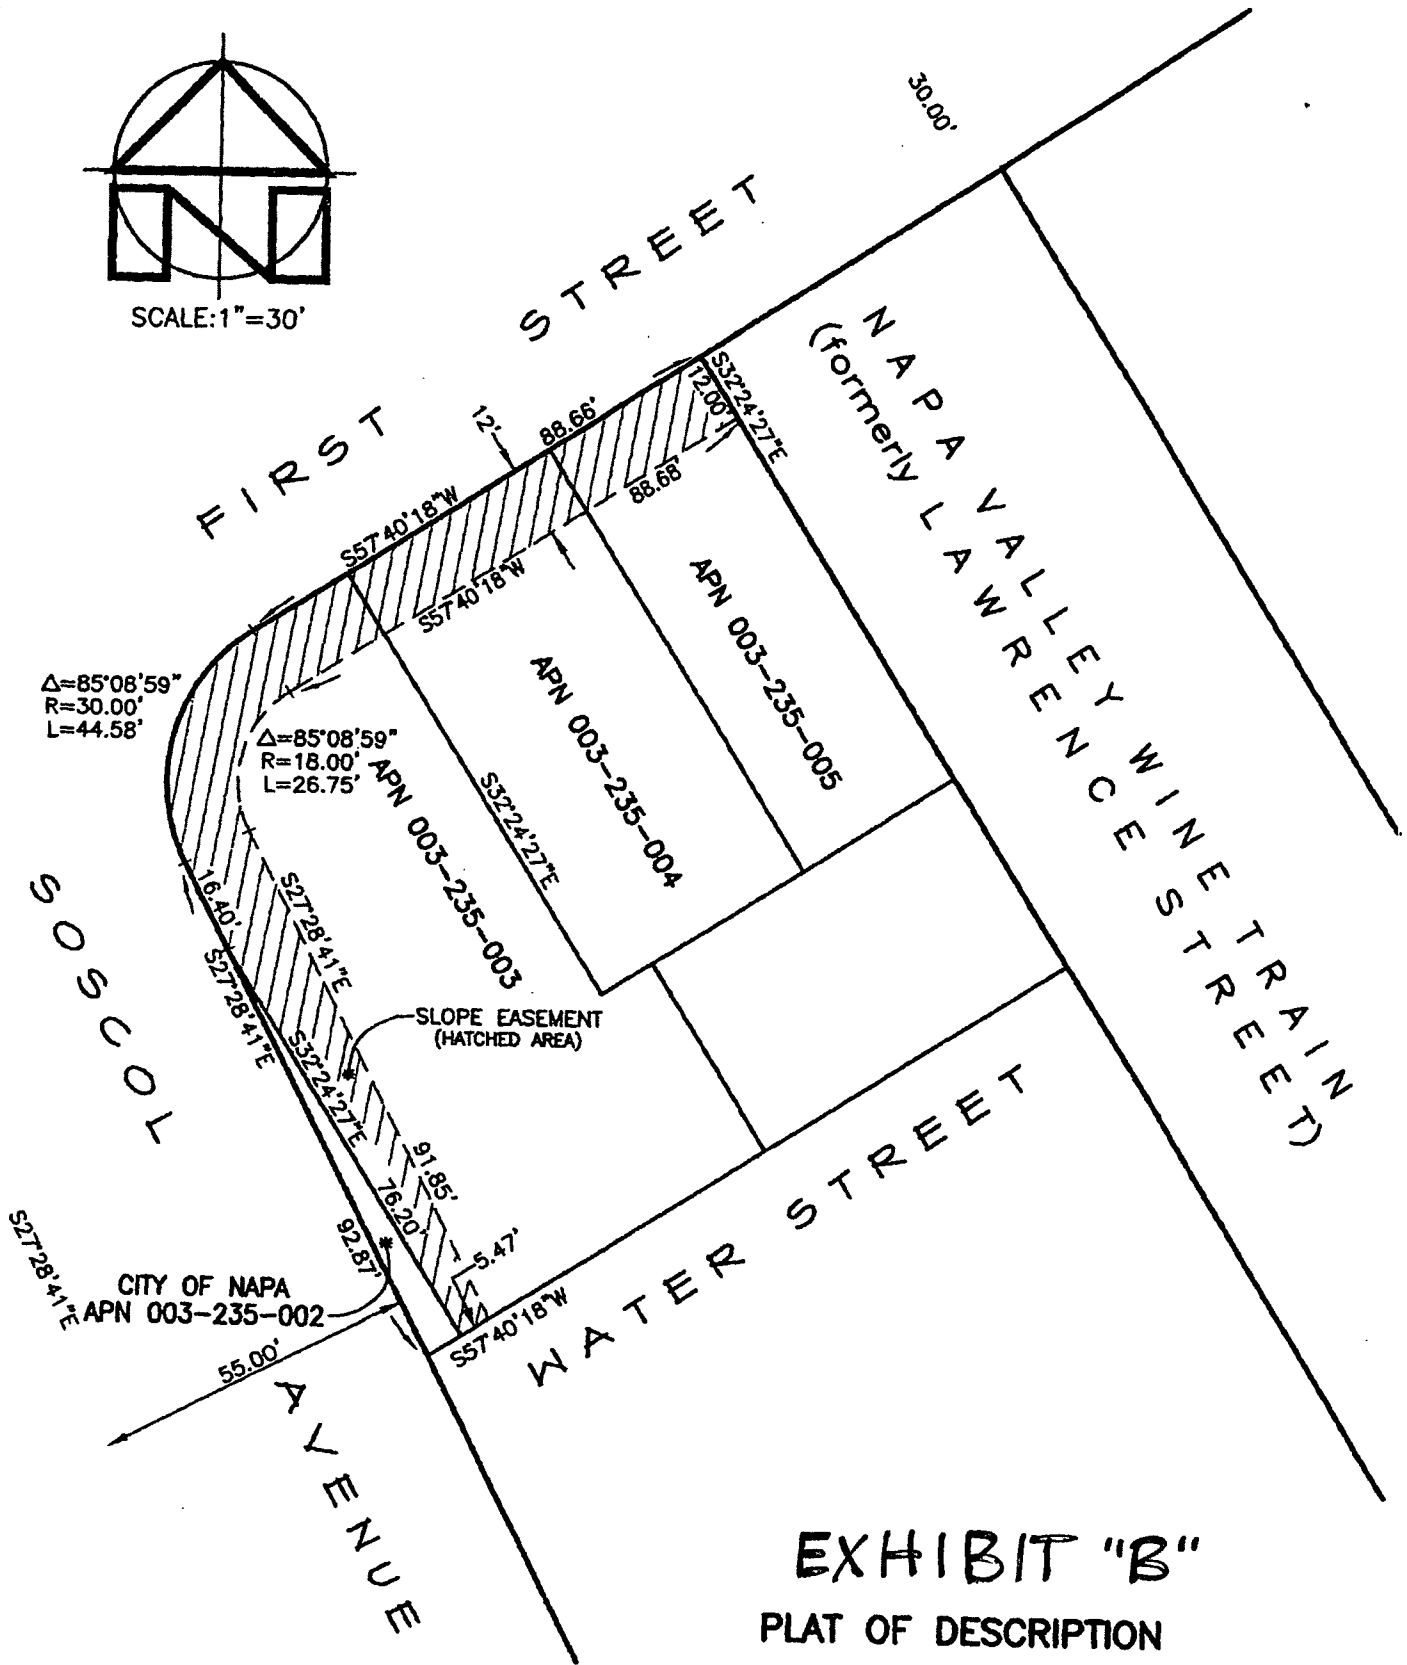 N
SCALE:1"=30'
30.00'
FIRST STREET
12'
88.66'
S57°40'18"W
S32°24'27"E
12.00'
88.68'
S57°40'18"W
NAPA VALLEY WINE TRAIN
(formerly LAWRENCE STREET)
Δ=85°08'59"
R=30.00'
L=44.58'
Δ=85°08'59"
R=18.00'
L=26.75'
APN 003-235-003
APN 003-235-004
APN 003-235-005
S32°24'27"E
16.40'
S27°28'41"E
S27°28'41"E
SLOPE EASEMENT
(HATCHED AREA)
S32°24'27"E
91.85'
76.20'
92.87'
5.47'
S57°40'18"W
S27°28'41"E
CITY OF NAPA
APN 003-235-002
55.00'
SOSCOL AVENUE
WATER STREET
EXHIBIT "B"
PLAT OF DESCRIPTION